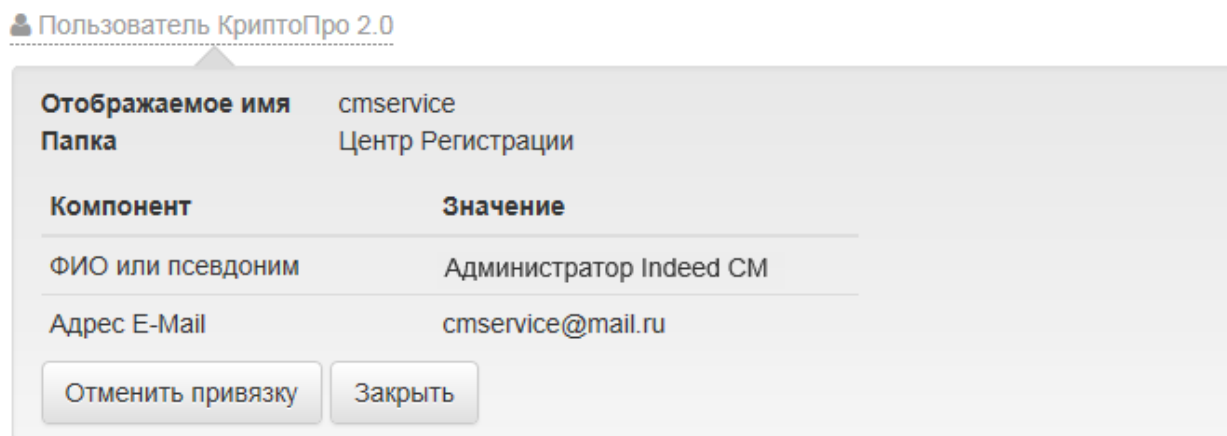 Пользователь КриптоПро 2.0
Отображаемое имя cmservice
Папка Центр Регистрации
Компонент Значение
ФИО или псевдоним Администратор Indeed CM
Адрес E-Mail cmservice@mail.ru
Отменить привязку Закрыть